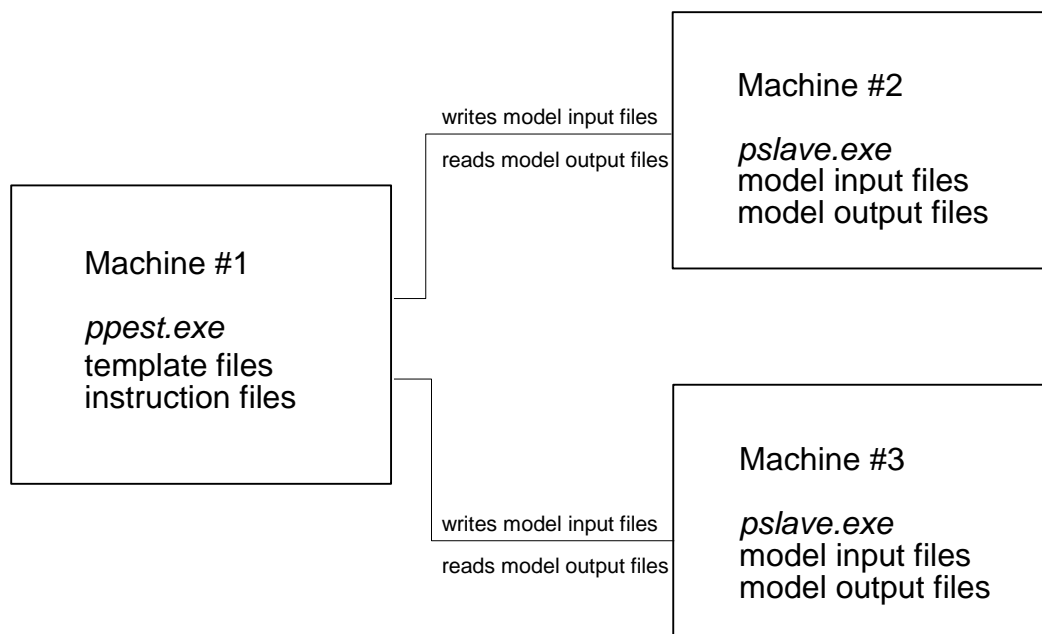 Machine #2
writes model input files
pslave.exe
reads model output files
model input files
model output files
Machine #1
ppest.exe
template files
instruction files
Machine #3
writes model input files
pslave.exe
model input files
reads model output files
model output files